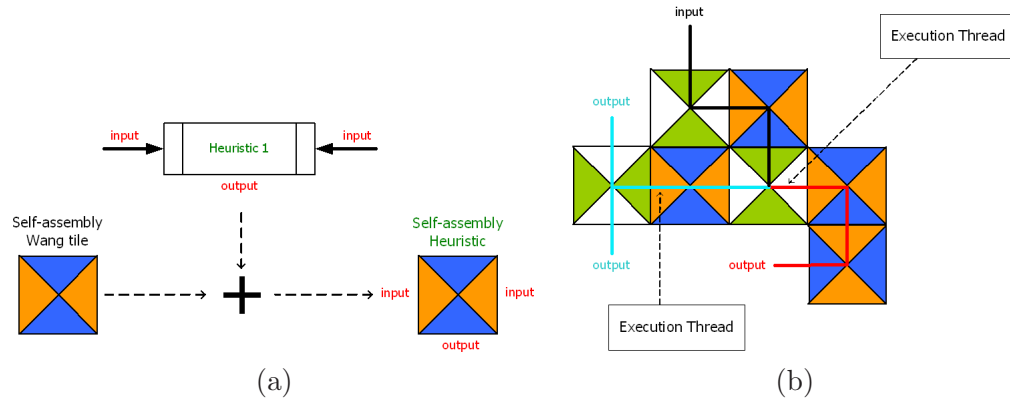 input
input
Heuristic 1
output
Self-assembly
Wang tile
Self-assembly
Heuristic
input
input
output
(a)
input
Execution Thread
output
output
output
Execution Thread
(b)